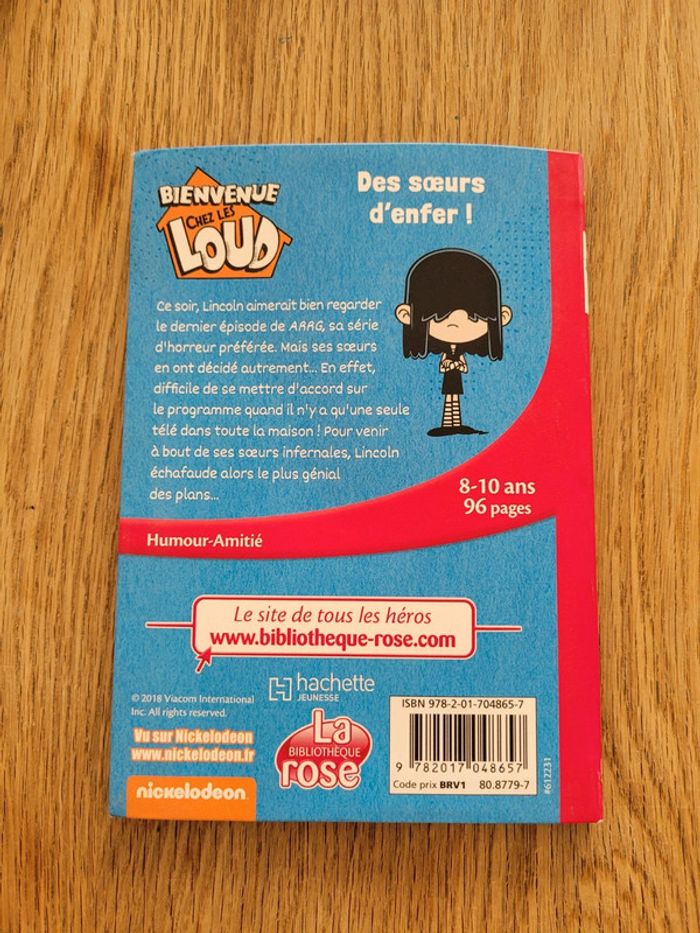 BIENVENUE
CHEZ LES
LOUD
Des sœurs
d'enfer !
Ce soir, Lincoln aimerait bien regarder
le dernier épisode de ARRG, sa série
d'horreur préférée. Mais ses sœurs
en ont décidé autrement... En effet,
difficile de se mettre d'accord sur
le programme quand il n'y a qu'une seule
télé dans toute la maison ! Pour venir
à bout de ses sœurs infernales, Lincoln
échafaude alors le plus génial
des plans...
8-10 ans
96 pages
Humour-Amitié
Le site de tous les héros
www.bibliotheque-rose.com
hachette
JEUNESSE
© 2018 Viacom International
Inc. All rights reserved.
Vu sur Nickelodeon
www.nickelodeon.fr
nickelodeon
La
BIBLIOTHÈQUE
rose
ISBN 978-2-01-704865-7
9 782017 048657
Code prix BRV1 80.8779-7
#612231